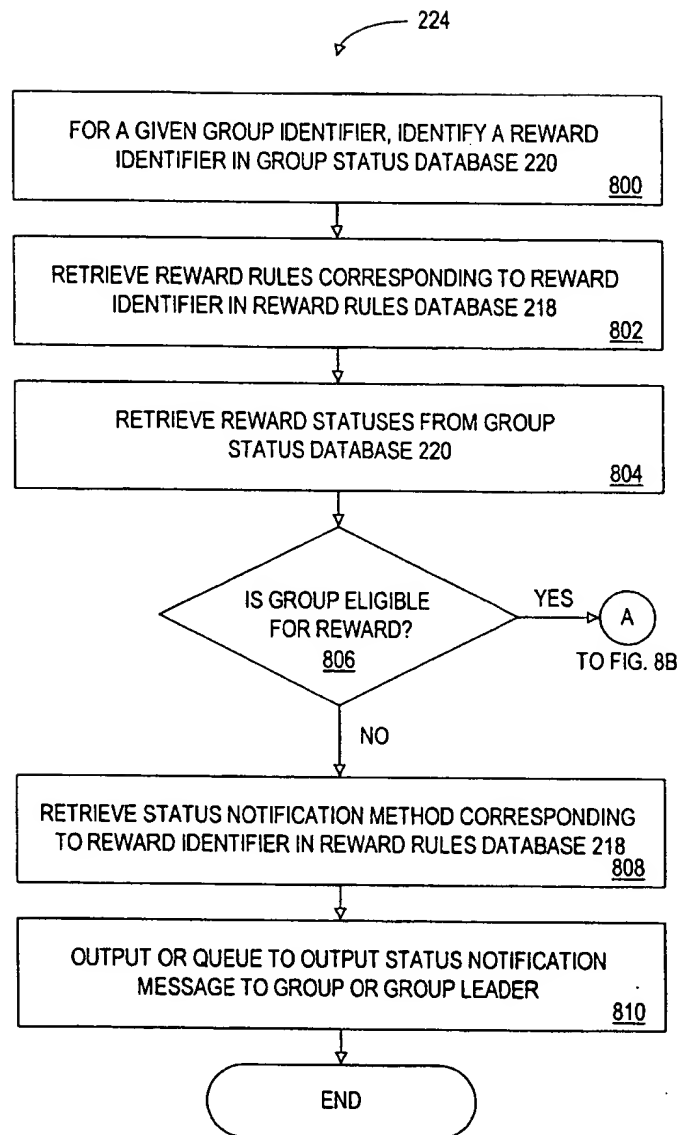 224
FOR A GIVEN GROUP IDENTIFIER, IDENTIFY A REWARD
IDENTIFIER IN GROUP STATUS DATABASE 220
800
RETRIEVE REWARD RULES CORRESPONDING TO REWARD
IDENTIFIER IN REWARD RULES DATABASE 218
802
RETRIEVE REWARD STATUSES FROM GROUP
STATUS DATABASE 220
804
IS GROUP ELIGIBLE
FOR REWARD?
806
YES
A
TO FIG. 8B
NO
RETRIEVE STATUS NOTIFICATION METHOD CORRESPONDING
TO REWARD IDENTIFIER IN REWARD RULES DATABASE 218
808
OUTPUT OR QUEUE TO OUTPUT STATUS NOTIFICATION
MESSAGE TO GROUP OR GROUP LEADER
810
END